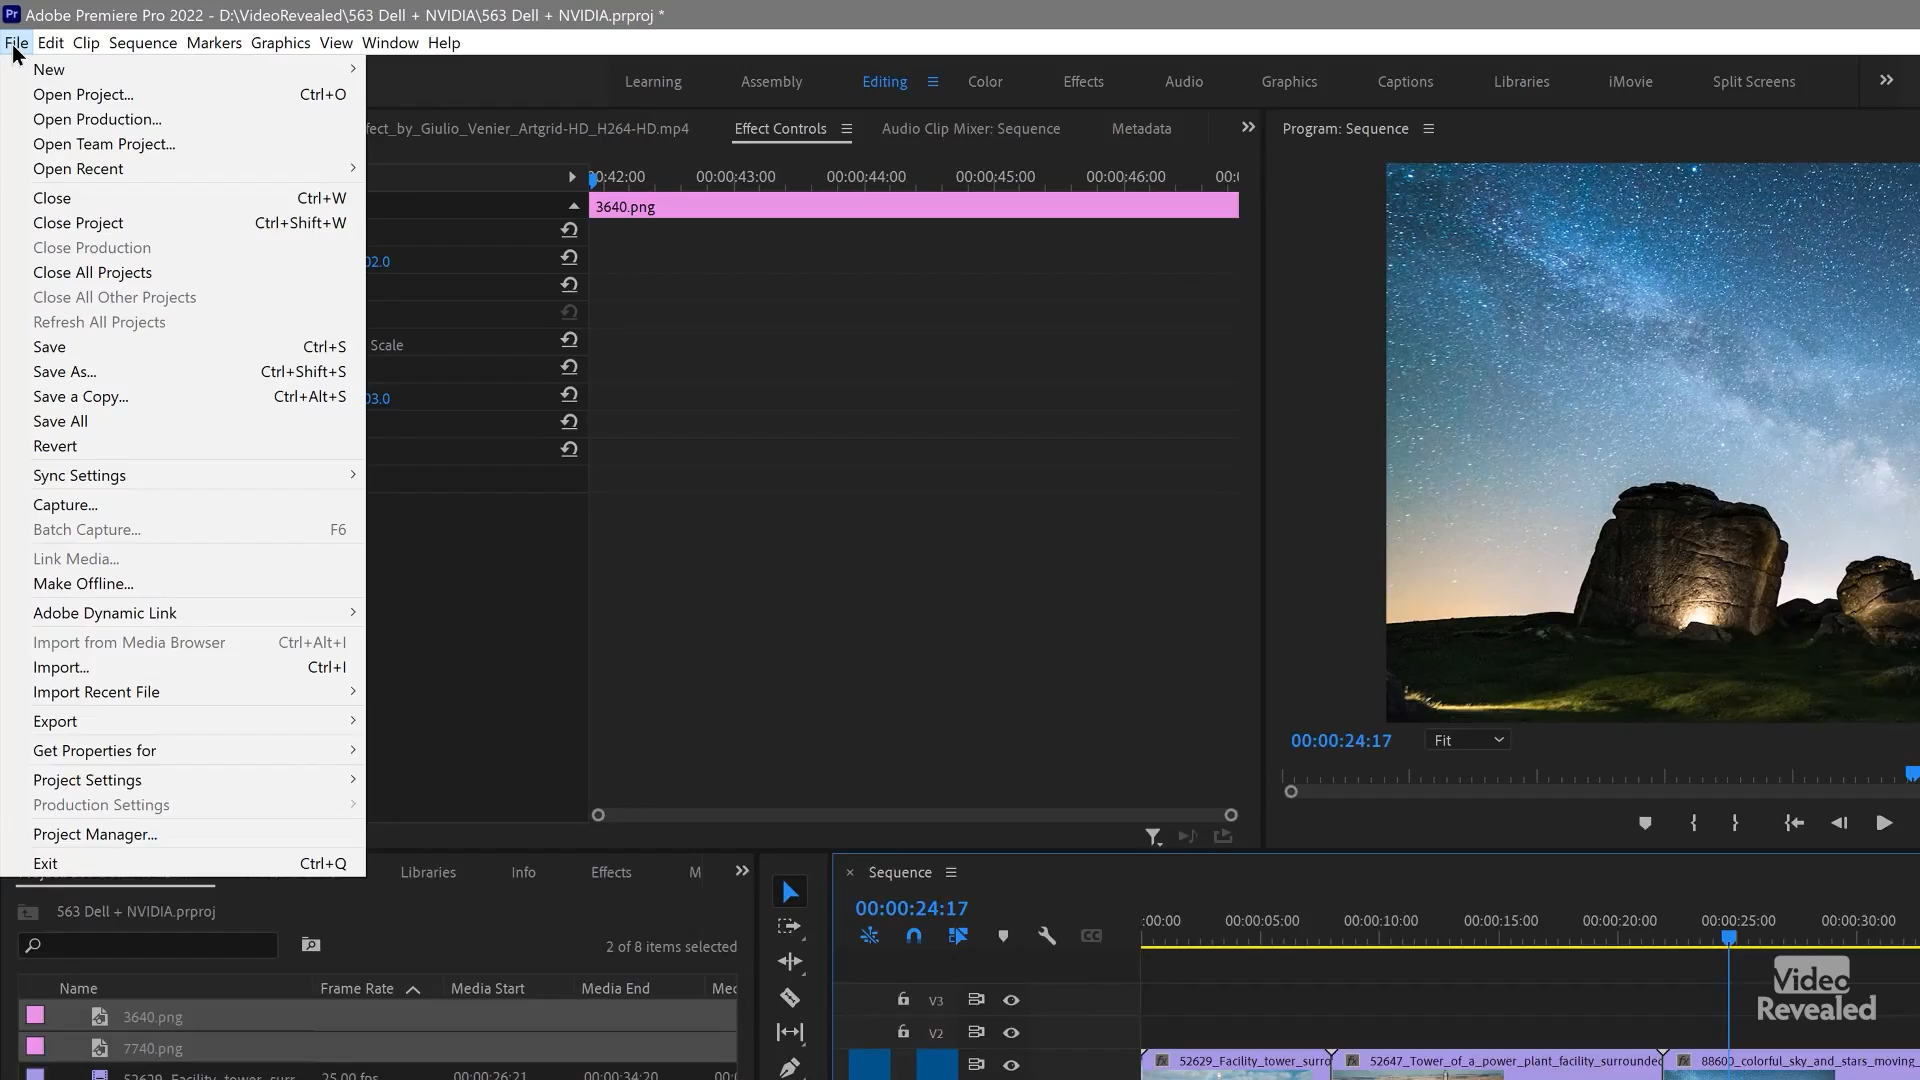 Pr Adobe Premiere Pro 2022 - D:\VideoRevealed\563 Dell + NVIDIA\563 Dell + NVIDIA.prproj *
File Edit Clip Sequence Markers Graphics View Window Help
New
Open Project... Ctrl+O
Open Production...
Open Team Project...
Open Recent
Close Ctrl+W
Close Project Ctrl+Shift+W
Close Production
Close All Projects
Close All Other Projects
Refresh All Projects
Save Ctrl+S
Save As... Ctrl+Shift+S
Save a Copy... Ctrl+Alt+S
Save All
Revert
Sync Settings
Capture...
Batch Capture... F6
Link Media...
Make Offline...
Adobe Dynamic Link
Import from Media Browser Ctrl+Alt+I
Import... Ctrl+I
Import Recent File
Export
Get Properties for
Project Settings
Production Settings
Project Manager...
Exit Ctrl+Q
Learning Assembly Editing Color Effects Audio Graphics Captions Libraries iMovie Split Screens
fect_by_Giulio_Venier_Artgrid-HD_H264-HD.mp4 Effect Controls Audio Clip Mixer: Sequence Metadata
0:42:00 00:00:43:00 00:00:44:00 00:00:45:00 00:00:46:00 00:0
3640.png
02.0
Scale
03.0
Program: Sequence
00:00:24:17 Fit
Libraries Info Effects M
563 Dell + NVIDIA.prproj
2 of 8 items selected
Name Frame Rate Media Start Media End Med
3640.png
7740.png
52629_Facility_tower_surr 25.00 fps 00:00:26:21 00:00:34:20
Sequence
00:00:24:17
:00:00 00:00:05:00 00:00:10:00 00:00:15:00 00:00:20:00 00:00:25:00 00:00:30:00
V3
V2
fx 52629_Facility_tower_surro fx 52647_Tower_of_a_power_plant_facility_surrounded fx 88600_colorful_sky_and_stars_moving_
Video
Revealed